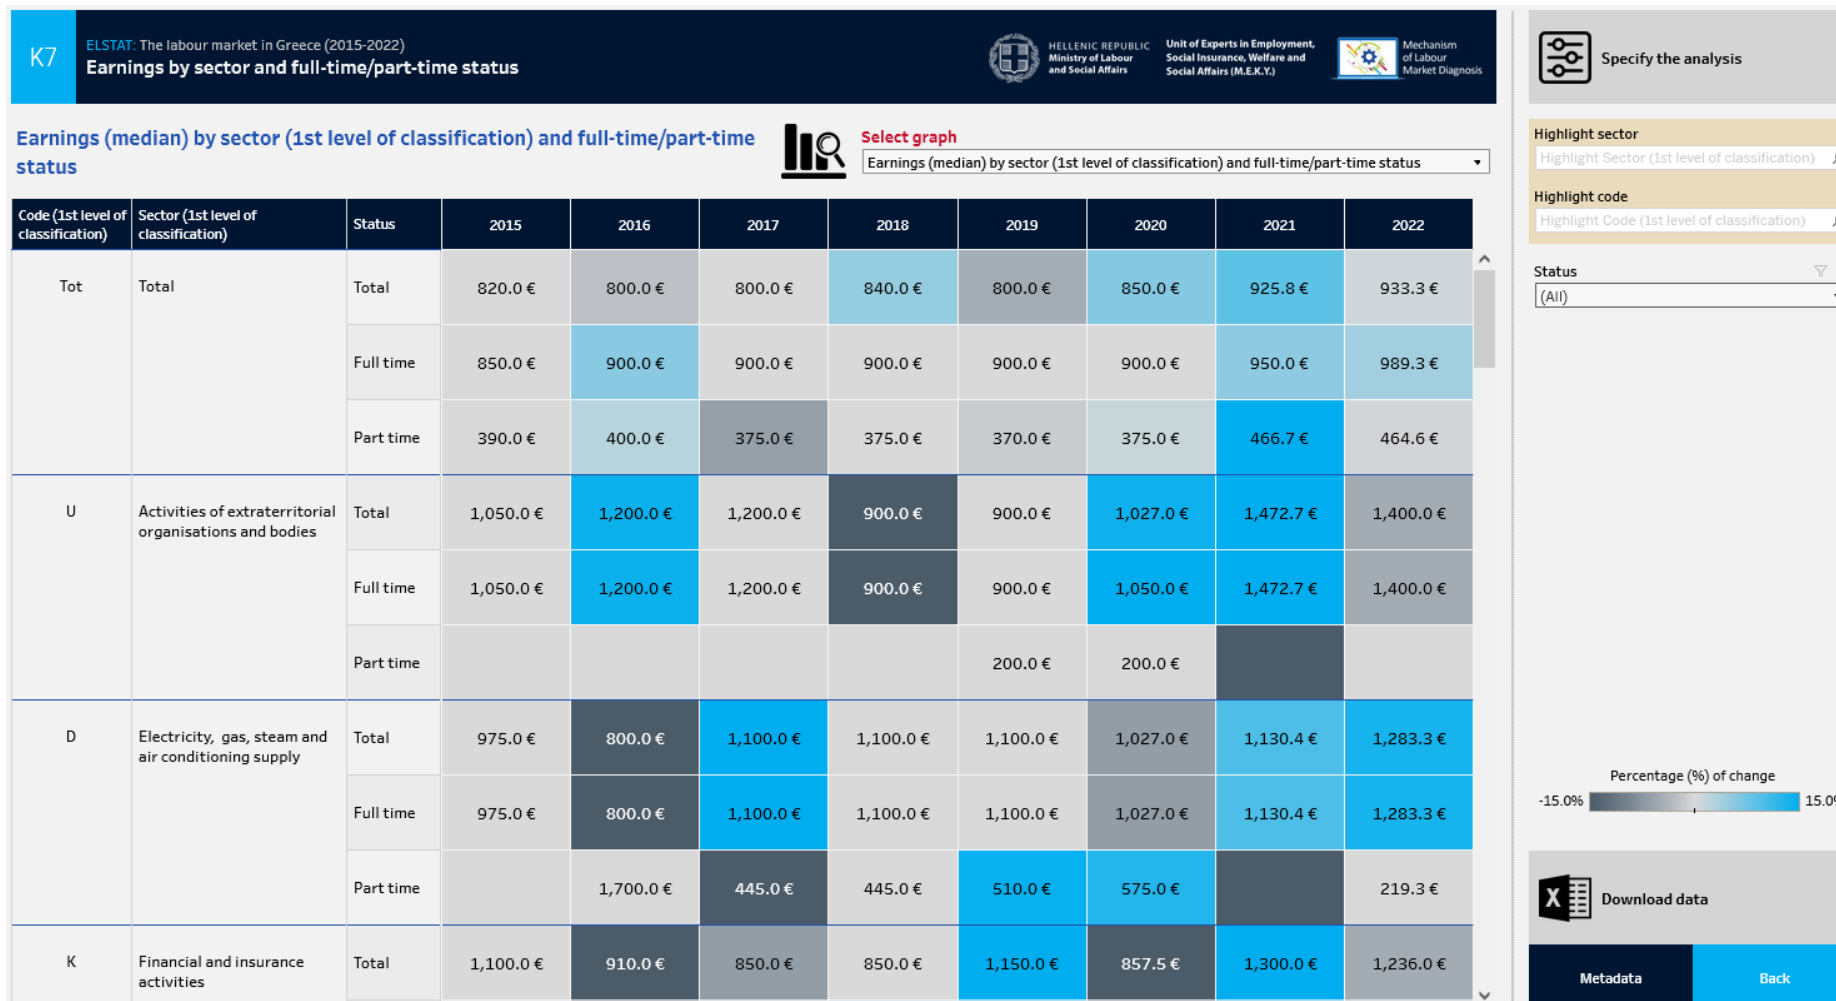 K7
ELSTAT: The labour market in Greece (2015-2022)
Earnings by sector and full-time/part-time status
HELLENIC REPUBLIC
Ministry of Labour
and Social Affairs
Unit of Experts in Employment,
Social Insurance, Welfare and
Social Affairs (M.E.K.Y.)
Mechanism
of Labour
Market Diagnosis
Specify the analysis
Earnings (median) by sector (1st level of classification) and full-time/part-time
status
Select graph
Earnings (median) by sector (1st level of classification) and full-time/part-time status
Highlight sector
Highlight Sector (1st level of classification)
Highlight code
Highlight Code (1st level of classification)
Status
(All)
Code (1st level of
classification)
Sector (1st level of
classification)
Status 2015 2016 2017 2018 2019 2020 2021 2022
Tot Total Total 820.0 € 800.0 € 800.0 € 840.0 € 800.0 € 850.0 € 925.8 € 933.3 €
Full time 850.0 € 900.0 € 900.0 € 900.0 € 900.0 € 900.0 € 950.0 € 989.3 €
Part time 390.0 € 400.0 € 375.0 € 375.0 € 370.0 € 375.0 € 466.7 € 464.6 €
U Activities of extraterritorial
organisations and bodies
Total 1,050.0 € 1,200.0 € 1,200.0 € 900.0 € 900.0 € 1,027.0 € 1,472.7 € 1,400.0 €
Full time 1,050.0 € 1,200.0 € 1,200.0 € 900.0 € 900.0 € 1,050.0 € 1,472.7 € 1,400.0 €
Part time 200.0 € 200.0 €
D Electricity, gas, steam and
air conditioning supply
Total 975.0 € 800.0 € 1,100.0 € 1,100.0 € 1,100.0 € 1,027.0 € 1,130.4 € 1,283.3 €
Full time 975.0 € 800.0 € 1,100.0 € 1,100.0 € 1,100.0 € 1,027.0 € 1,130.4 € 1,283.3 €
Part time 1,700.0 € 445.0 € 445.0 € 510.0 € 575.0 € 219.3 €
K Financial and insurance
activities
Total 1,100.0 € 910.0 € 850.0 € 850.0 € 1,150.0 € 857.5 € 1,300.0 € 1,236.0 €
Percentage (%) of change
-15.0% 15.0%
X
Download data
Metadata
Back